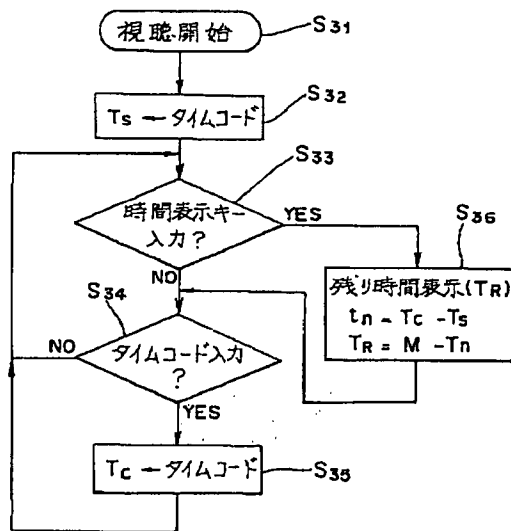 視聴開始
S31
Ts ← タイムコード
S32
S33
時間表示キー
入力?
YES
NO
S36
残り時間表示(TR)
tn = Tc - Ts
TR = M - Tn
S34
タイムコード入力
?
NO
YES
Tc ← タイムコード
S35